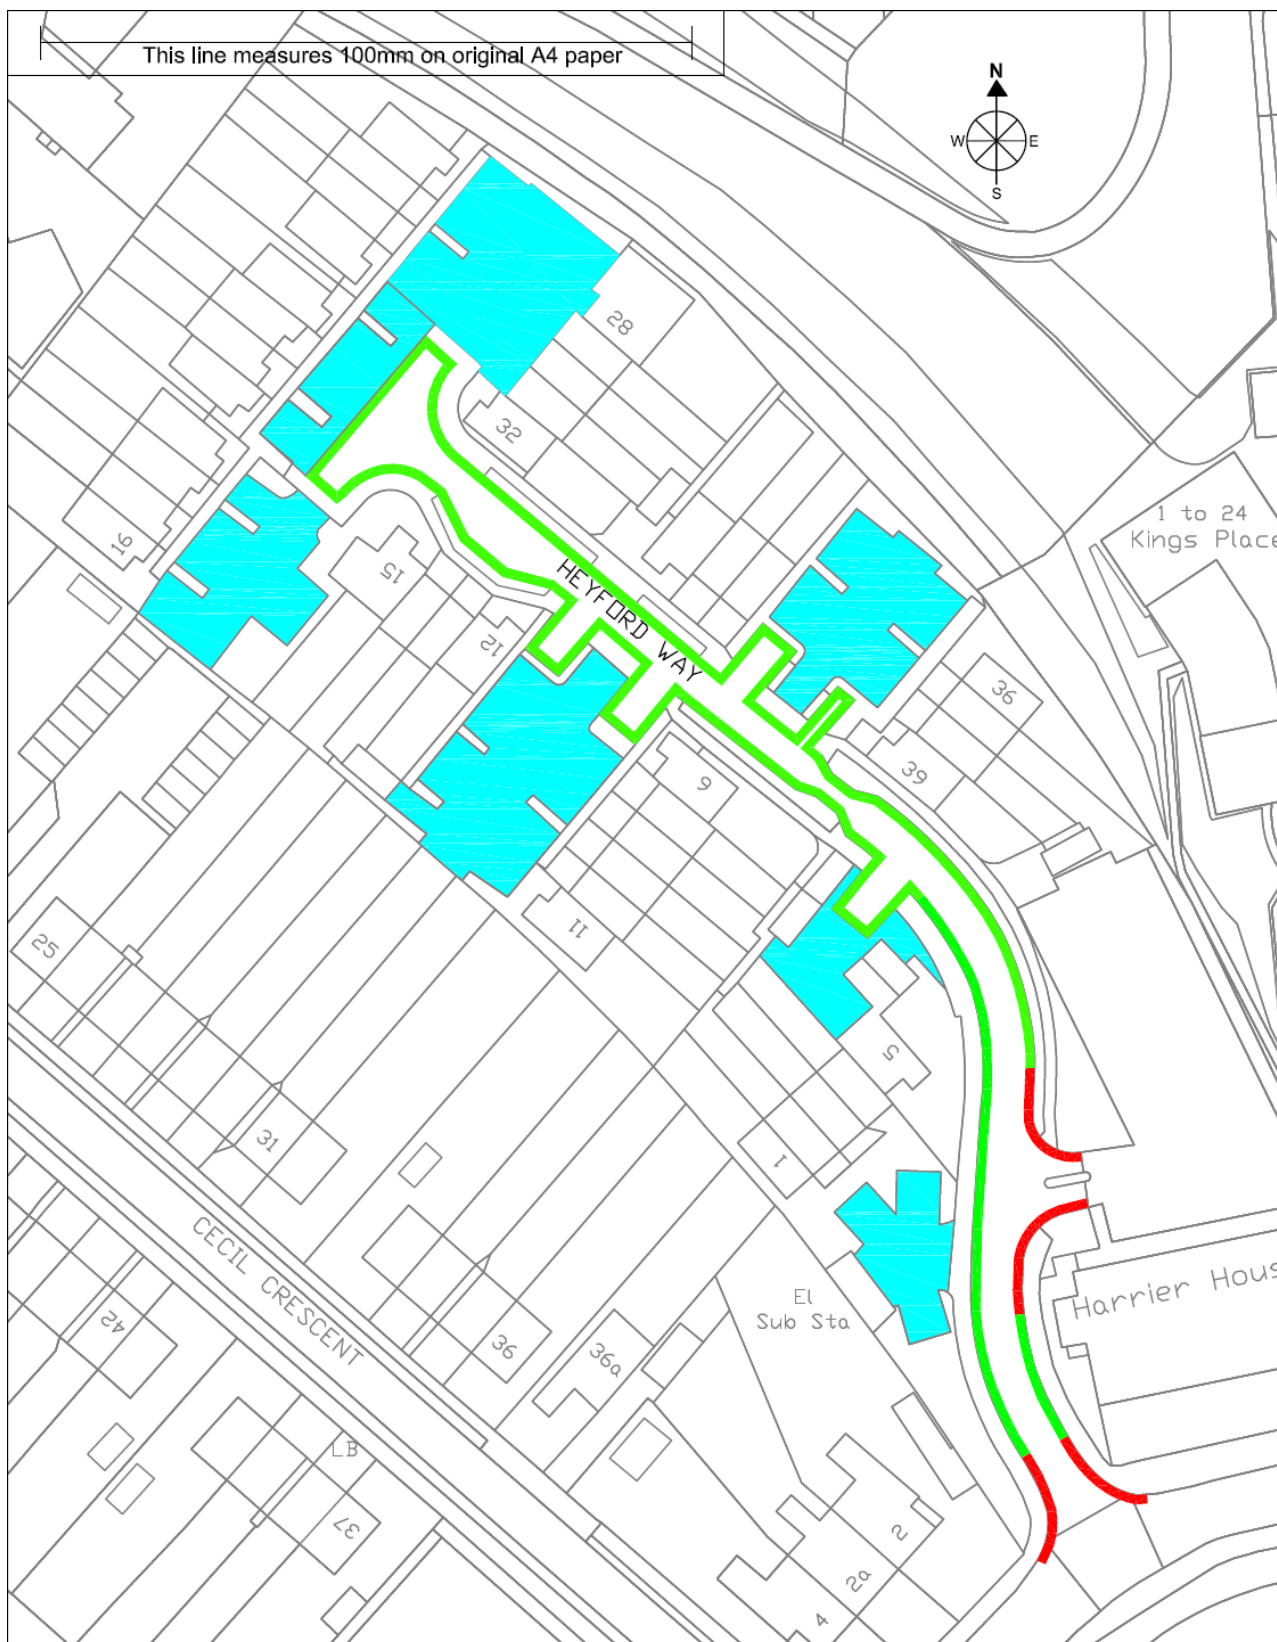 This line measures 100mm on original A4 paper
N
W E
S
28
32
1 to 24
Kings Place
16
15
HEYFORD WAY
12
36
39
9
25
11
5
31
1
CECIL CRESCENT
El
Sub Sta
Harrier Hous
42
36
36a
LB
37
2
2a
4